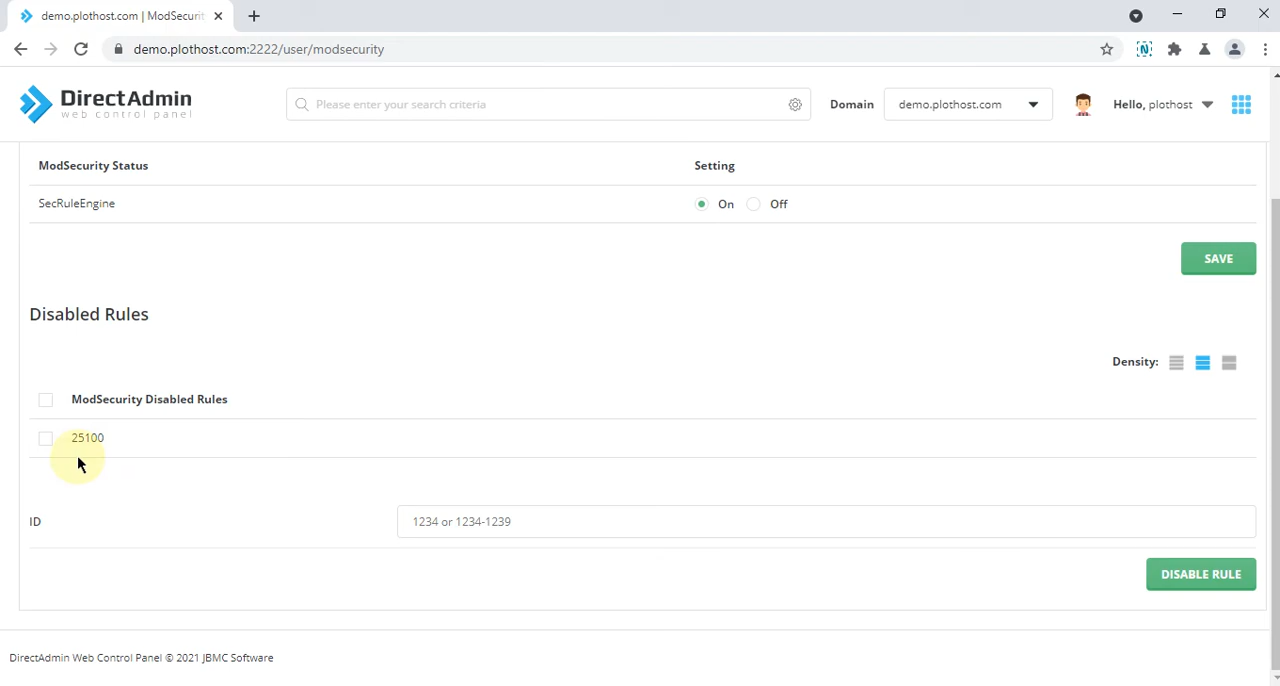 demo.plothost.com | ModSecurit
demo.plothost.com:2222/user/modsecurity
DirectAdmin
web control panel
Please enter your search criteria
Domain
demo.plothost.com
Hello, plothost
ModSecurity Status
Setting
SecRuleEngine
On
Off
SAVE
Disabled Rules
Density:
ModSecurity Disabled Rules
25100
ID
1234 or 1234-1239
DISABLE RULE
DirectAdmin Web Control Panel © 2021 JBMC Software